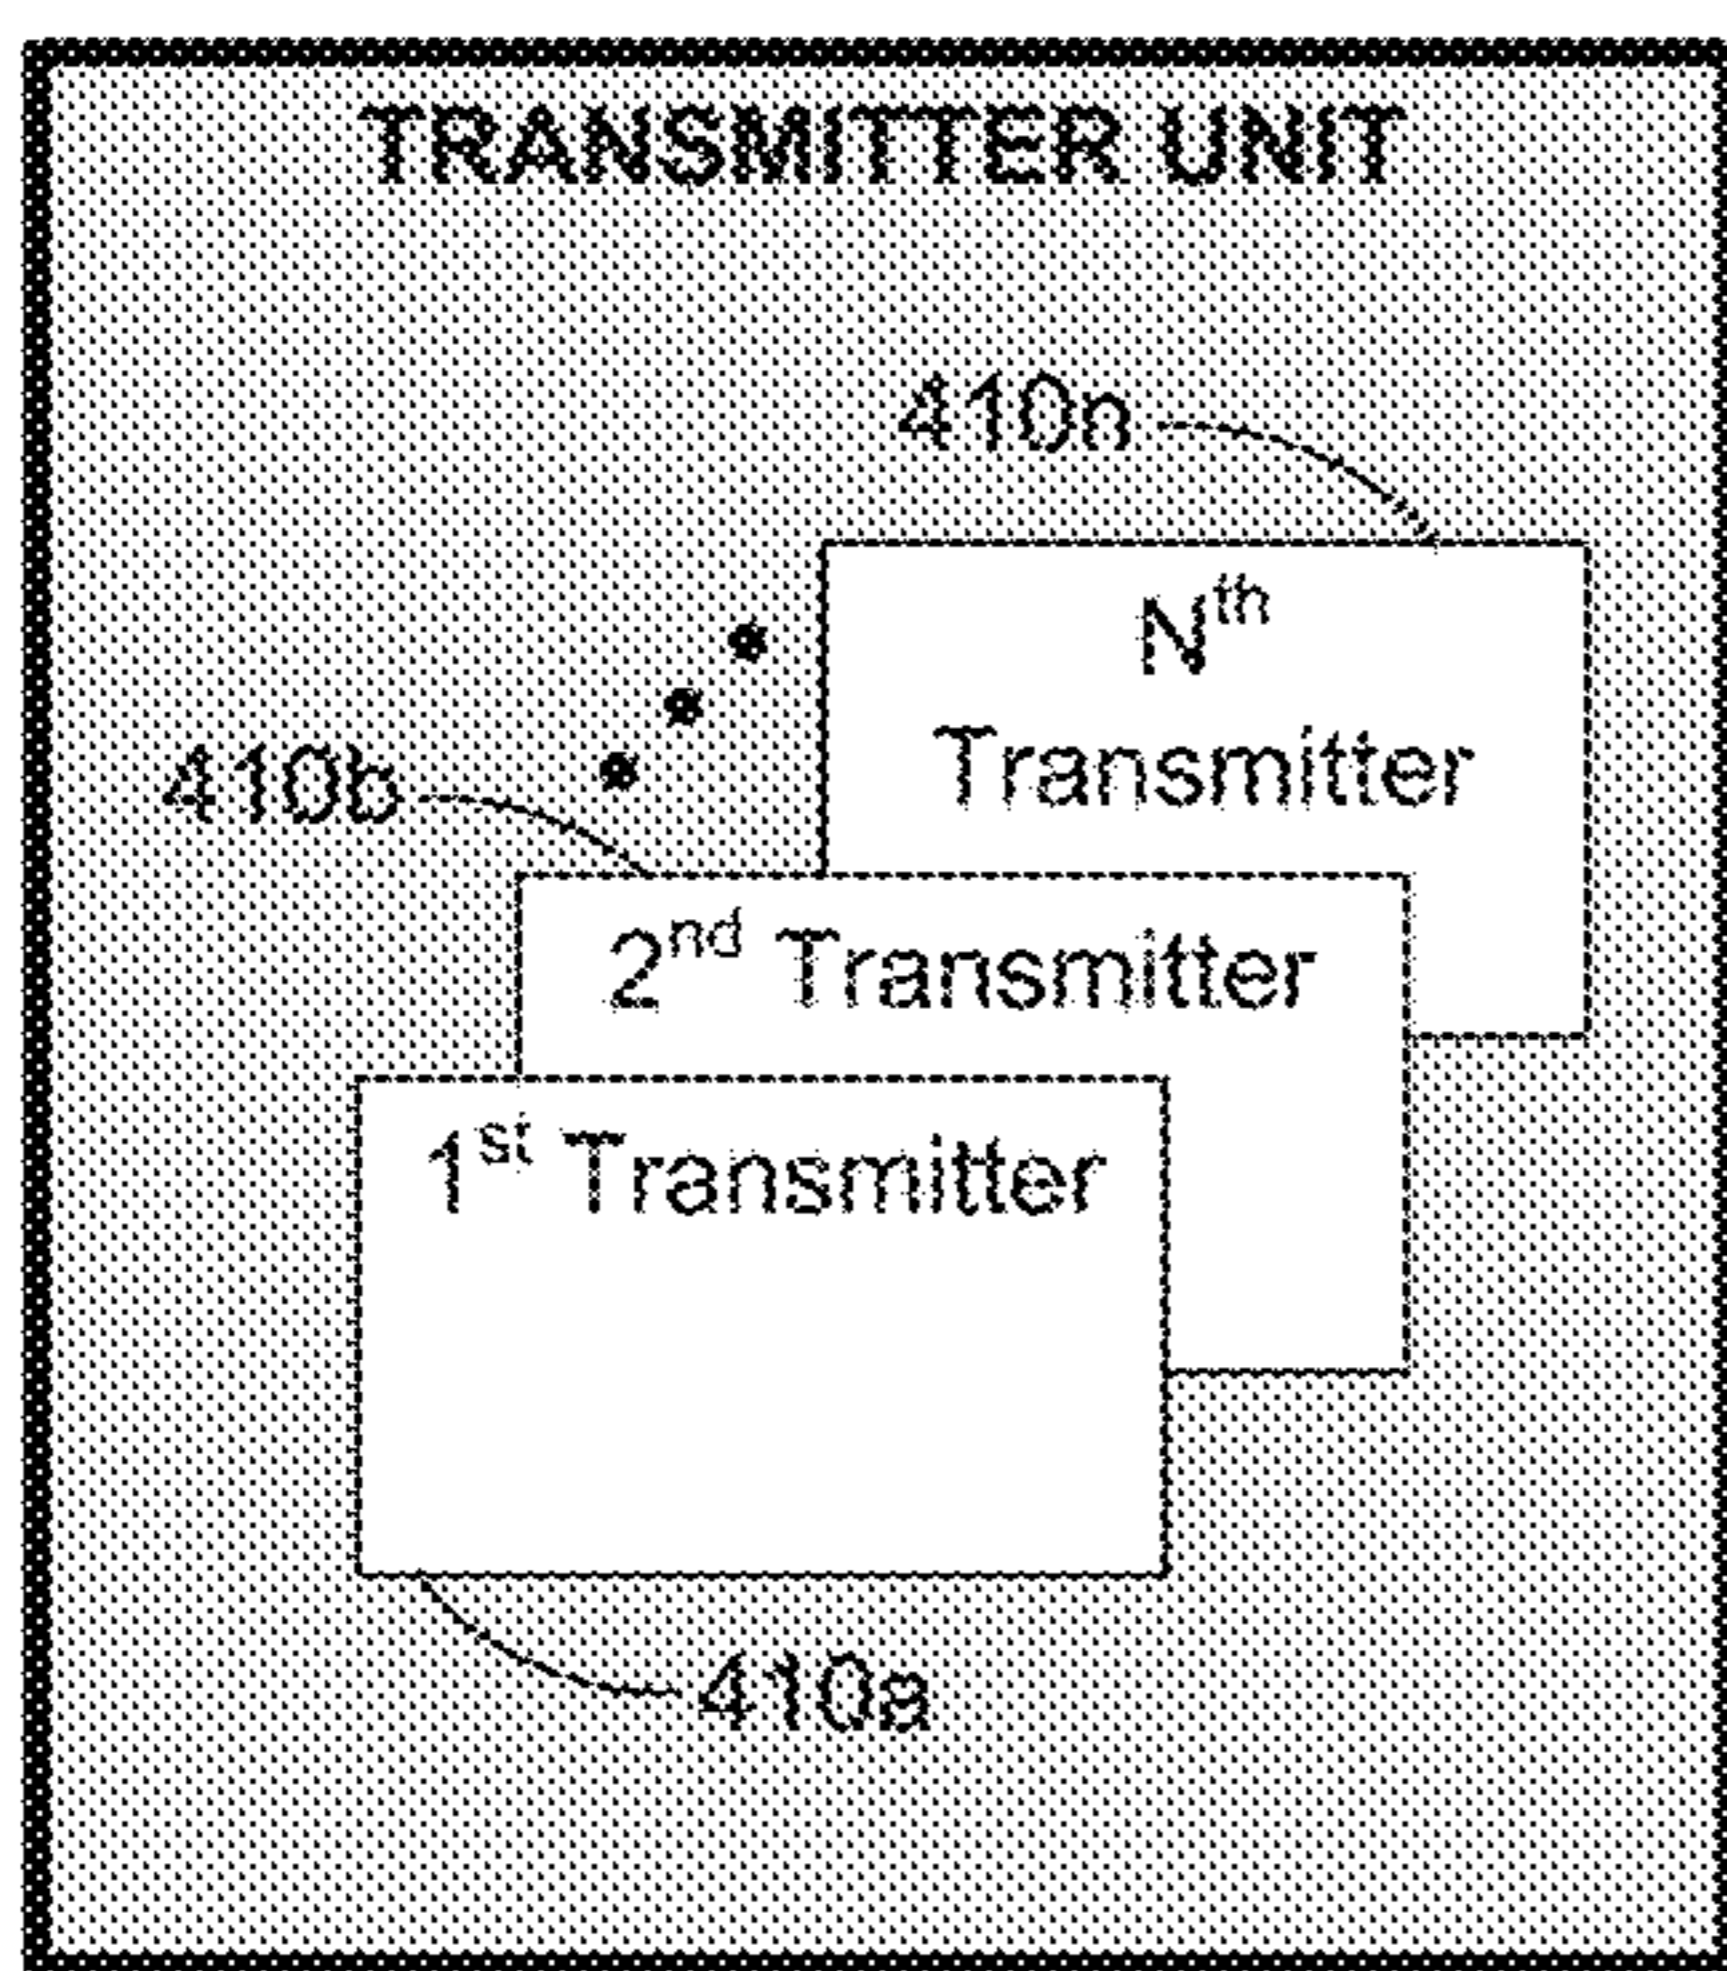 TRANSMITTER UNIT
410n
Nth
Transmitter
410b
2nd Transmitter
1st Transmitter
410a